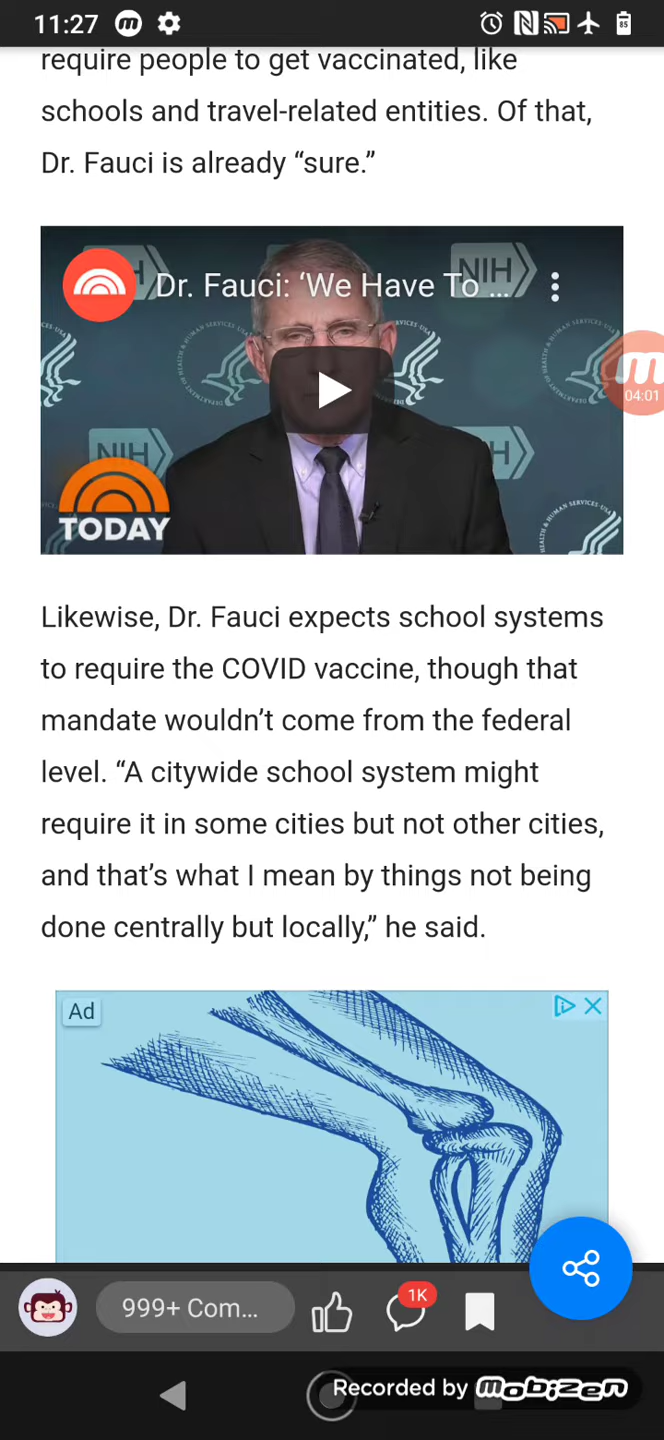 11:27
85
require people to get vaccinated, like
schools and travel-related entities. Of that,
Dr. Fauci is already “sure.”
NIH
Dr. Fauci: ‘We Have To ...
NIH
H
TODAY
04:01
Likewise, Dr. Fauci expects school systems
to require the COVID vaccine, though that
mandate wouldn’t come from the federal
level. “A citywide school system might
require it in some cities but not other cities,
and that’s what I mean by things not being
done centrally but locally,” he said.
Ad
999+ Com...
1K
Recorded by mobizen